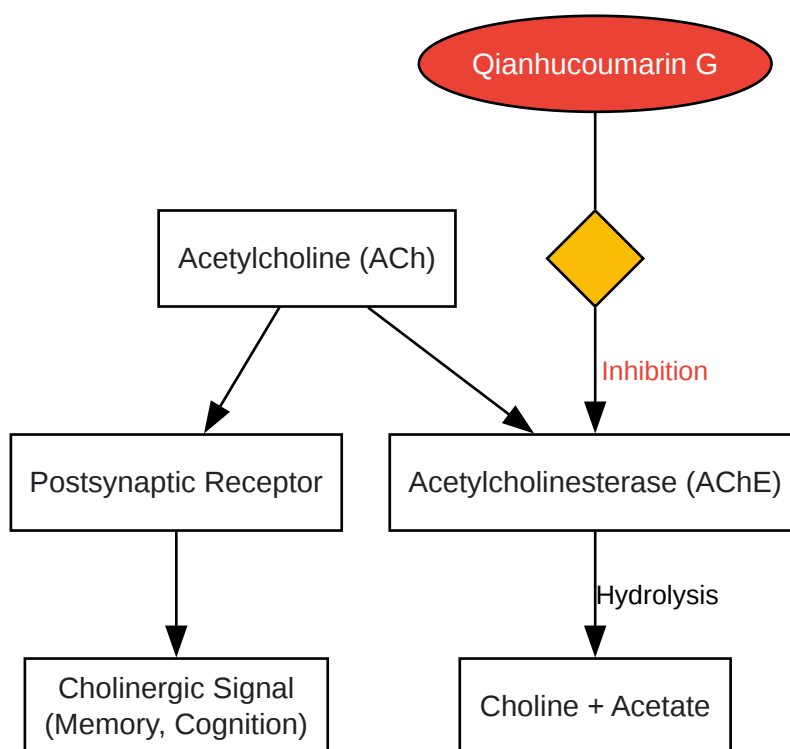 Qianhucoumarin G
Acetylcholine (ACh)
Inhibition
Postsynaptic Receptor
Acetylcholinesterase (AChE)
Hydrolysis
Cholinergic Signal
(Memory, Cognition)
Choline + Acetate